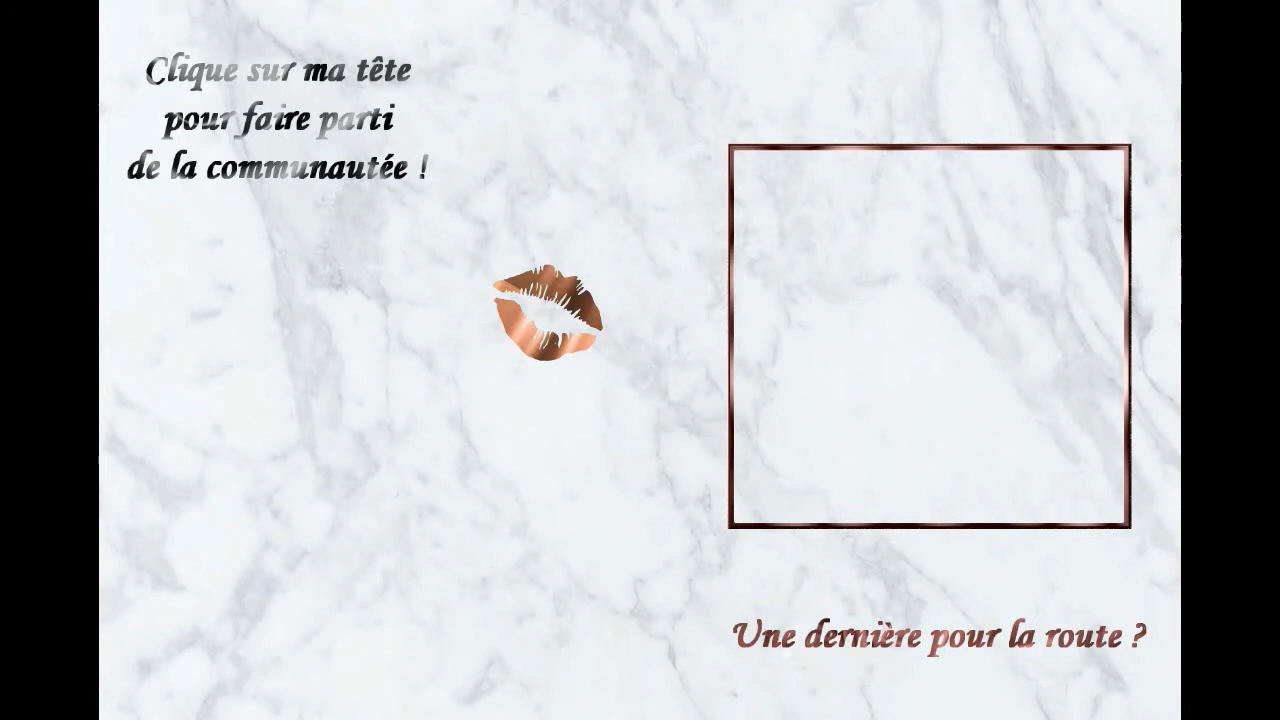 Clique sur ma tête
pour faire parti
de la communautée !
Une dernière pour la route ?